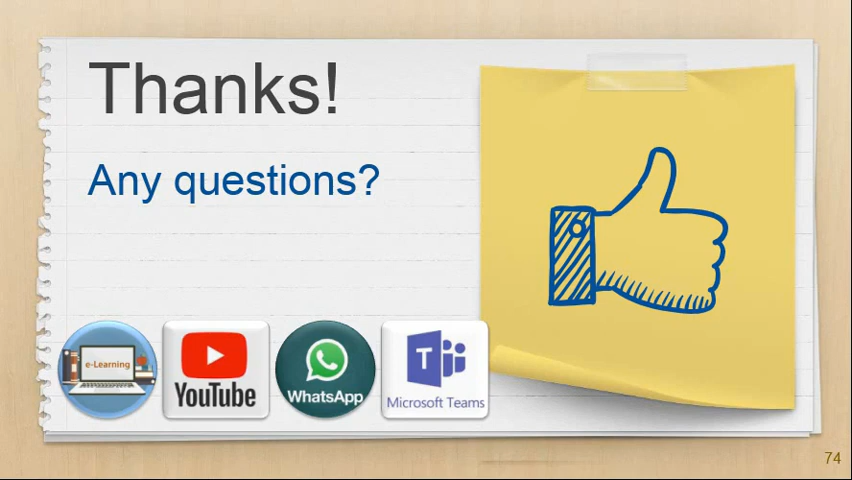 Thanks!
Any questions?
e-Learning
YouTube
WhatsApp
T
Microsoft Teams
74